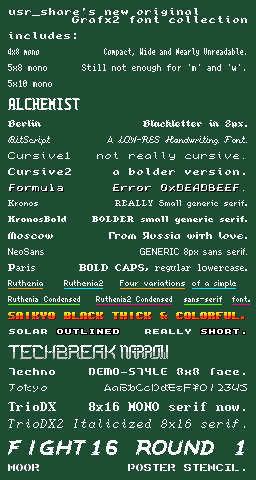 usr_share's new original
Grafx2 font collection
includes:
4x8 mono Compact, Wide and Nearly Unreadable.
5x8 mono Still not enough for 'm' and 'w'.
5x10 mono
ALCHEMIST
Berlin Blackletter in 8px.
BitScript A LOW-RES Handwriting Font.
Cursive1 not really cursive.
Cursive2 a bolder version.
Formula Error 0xDEADBEEF.
Kronos REALLY Small generic serif.
KronosBold BOLDER small generic serif.
Moscow From Russia with love.
NeoSans GENERIC 8px sans serif.
Paris BOLD CAPS, regular lowercase.
Ruthenia Ruthenia2 Four variations of a simple
Ruthenia Condensed Ruthenia2 Condensed sans-serif font.
SAIKYO BLACK THICK & COLORFUL.
SOLAR OUTLINED REALLY SHORT.
TECHBREAK NARROW
Techno DEMO-STYLE 8x8 face.
Tokyo AaBbCcDdEeFf01234S
TrioDX 8x16 MONO serif now.
TrioDX2 Italicized 8x16 serif.
FIGHT16 ROUND 1
MOOR POSTER STENCIL.